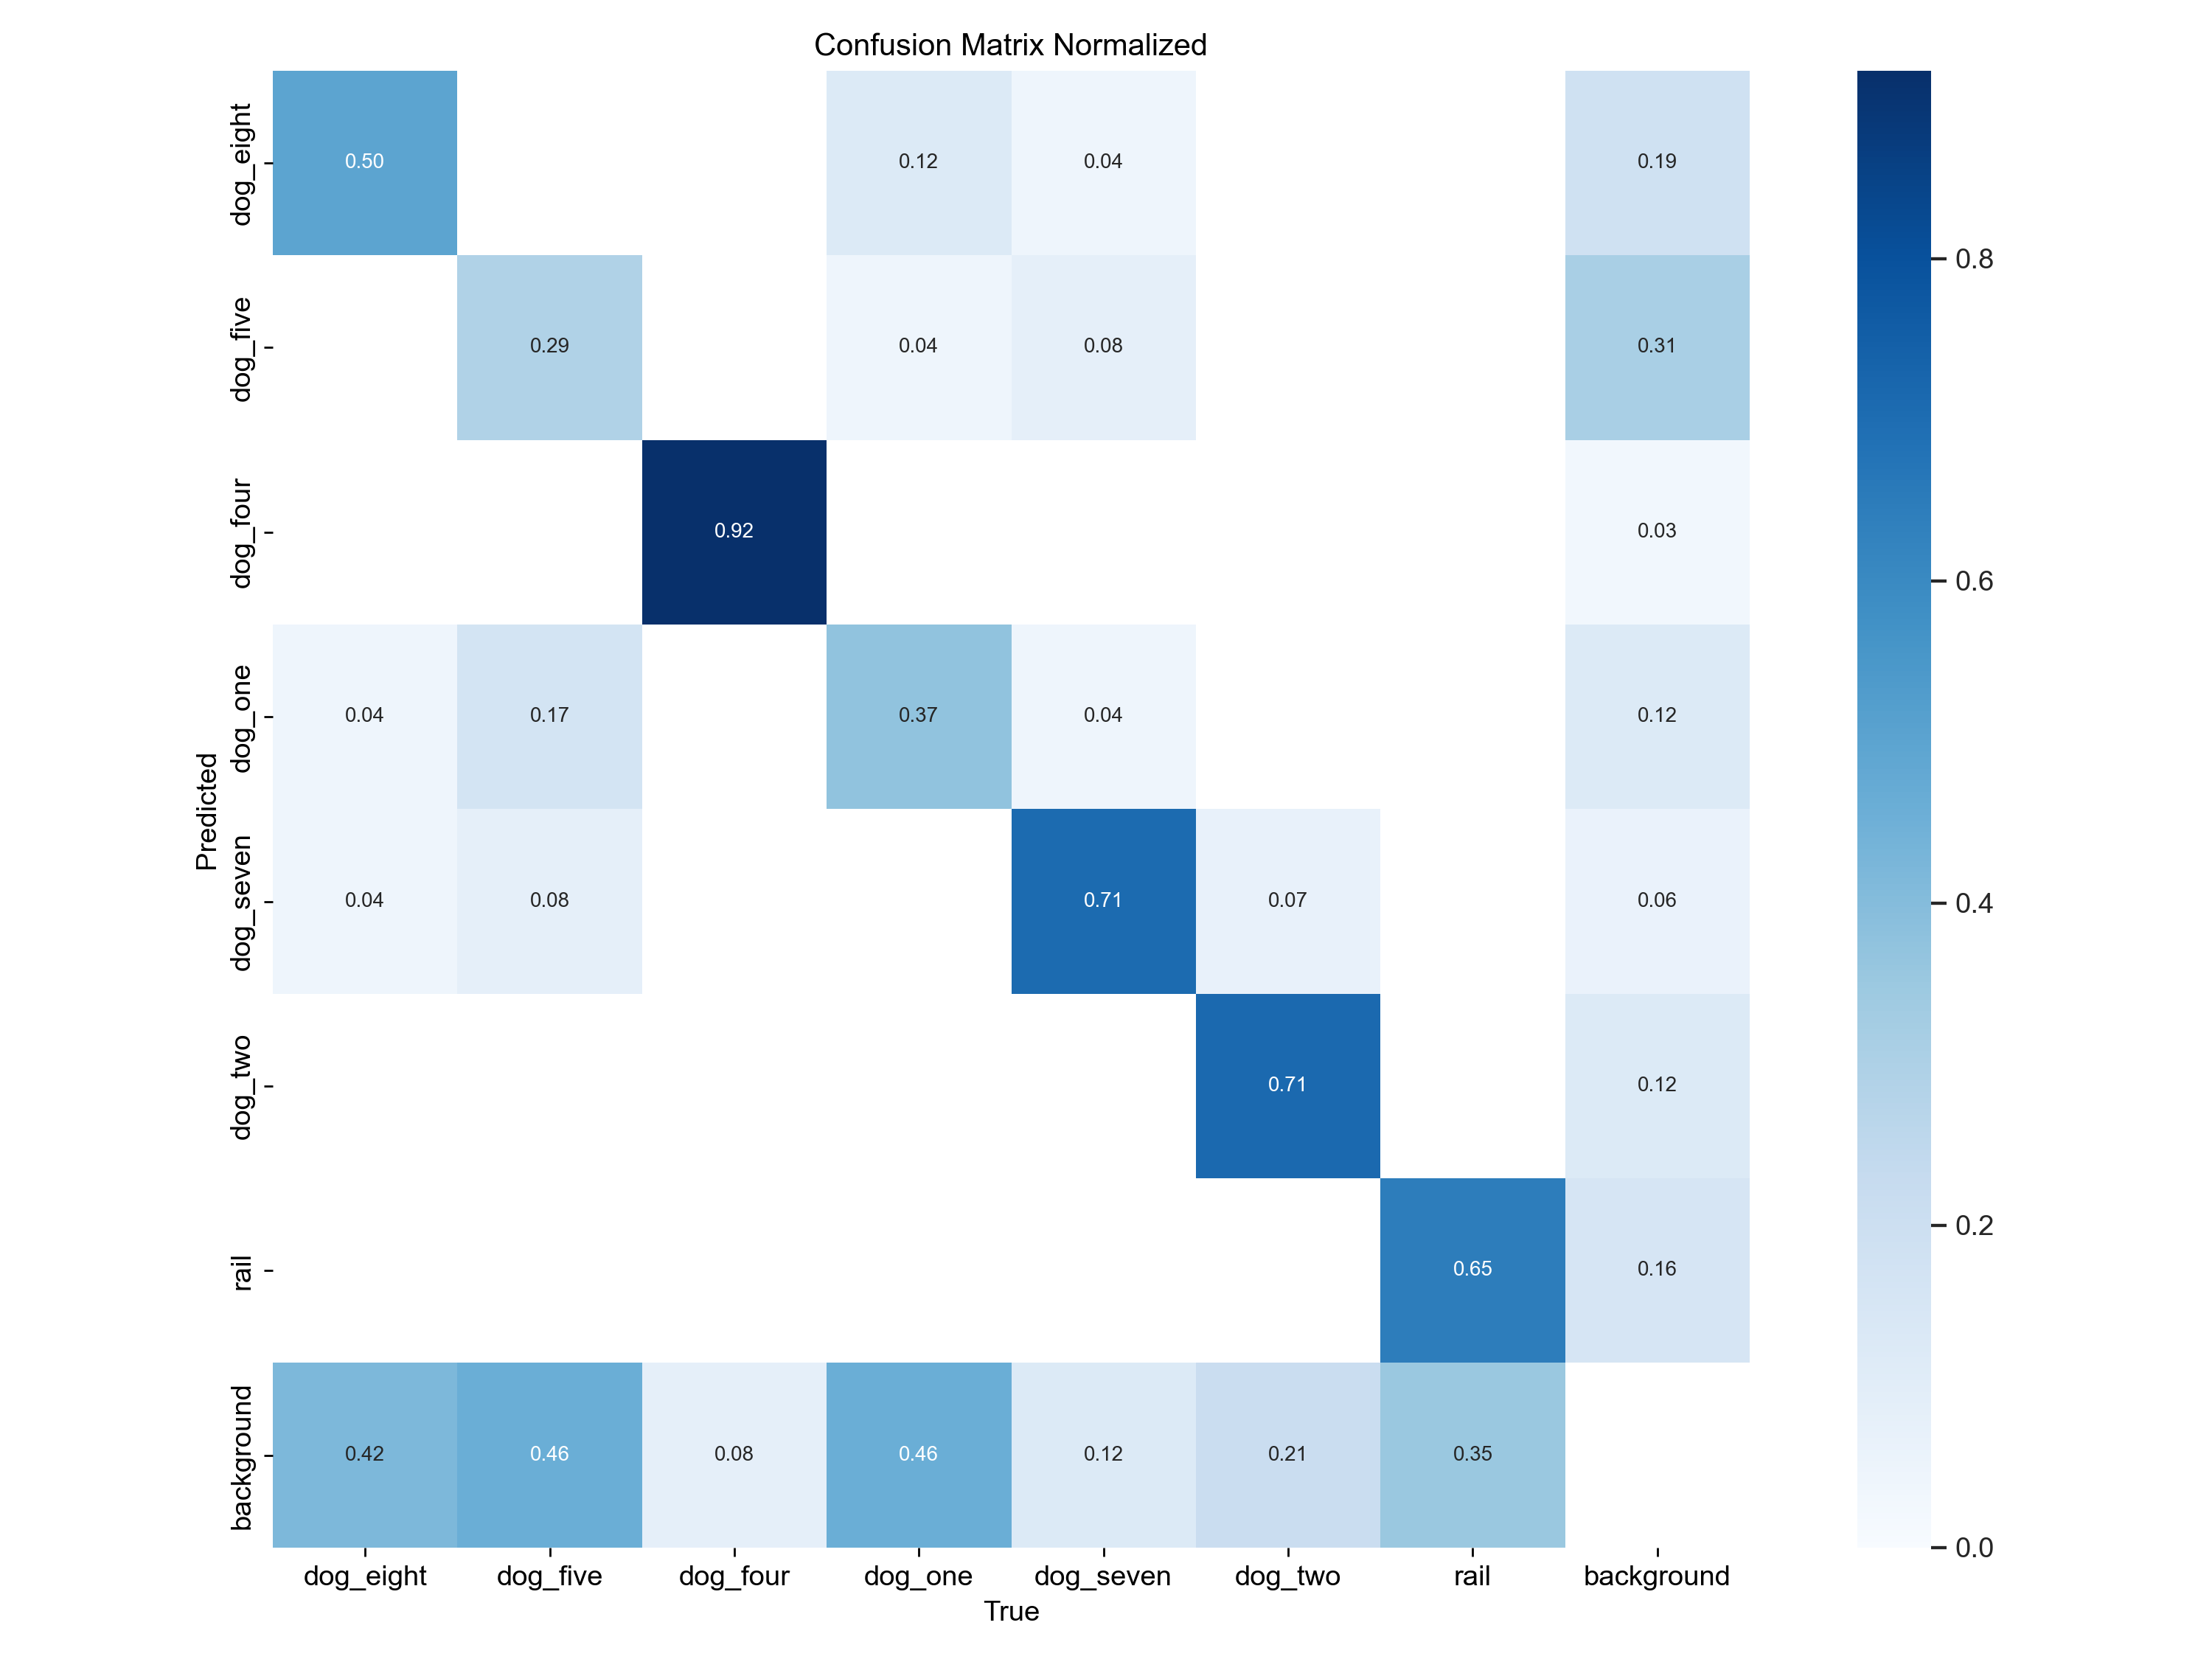 Confusion Matrix Normalized
dog_eight 0.50 0.12 0.04 0.19
dog_five 0.29 0.04 0.08 0.31
dog_four 0.92 0.03
dog_one 0.04 0.17 0.37 0.04 0.12
dog_seven 0.04 0.08 0.71 0.07 0.06
dog_two 0.71 0.12
rail 0.65 0.16
background 0.42 0.46 0.08 0.46 0.12 0.21 0.35
Predicted
dog_eight dog_five dog_four dog_one dog_seven dog_two rail background
True
0.8
0.6
0.4
0.2
0.0